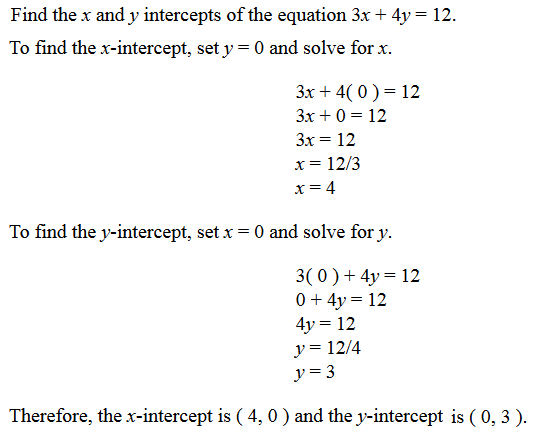 Find the x and y intercepts of the equation 3x + 4y = 12.
To find the x-intercept, set y = 0 and solve for x.
3x + 4( 0 ) = 12
3x + 0 = 12
3x = 12
x = 12/3
x = 4
To find the y-intercept, set x = 0 and solve for y.
3( 0 ) + 4y = 12
0 + 4y = 12
4y = 12
y = 12/4
y = 3
Therefore, the x-intercept is ( 4, 0 ) and the y-intercept is ( 0, 3 ).